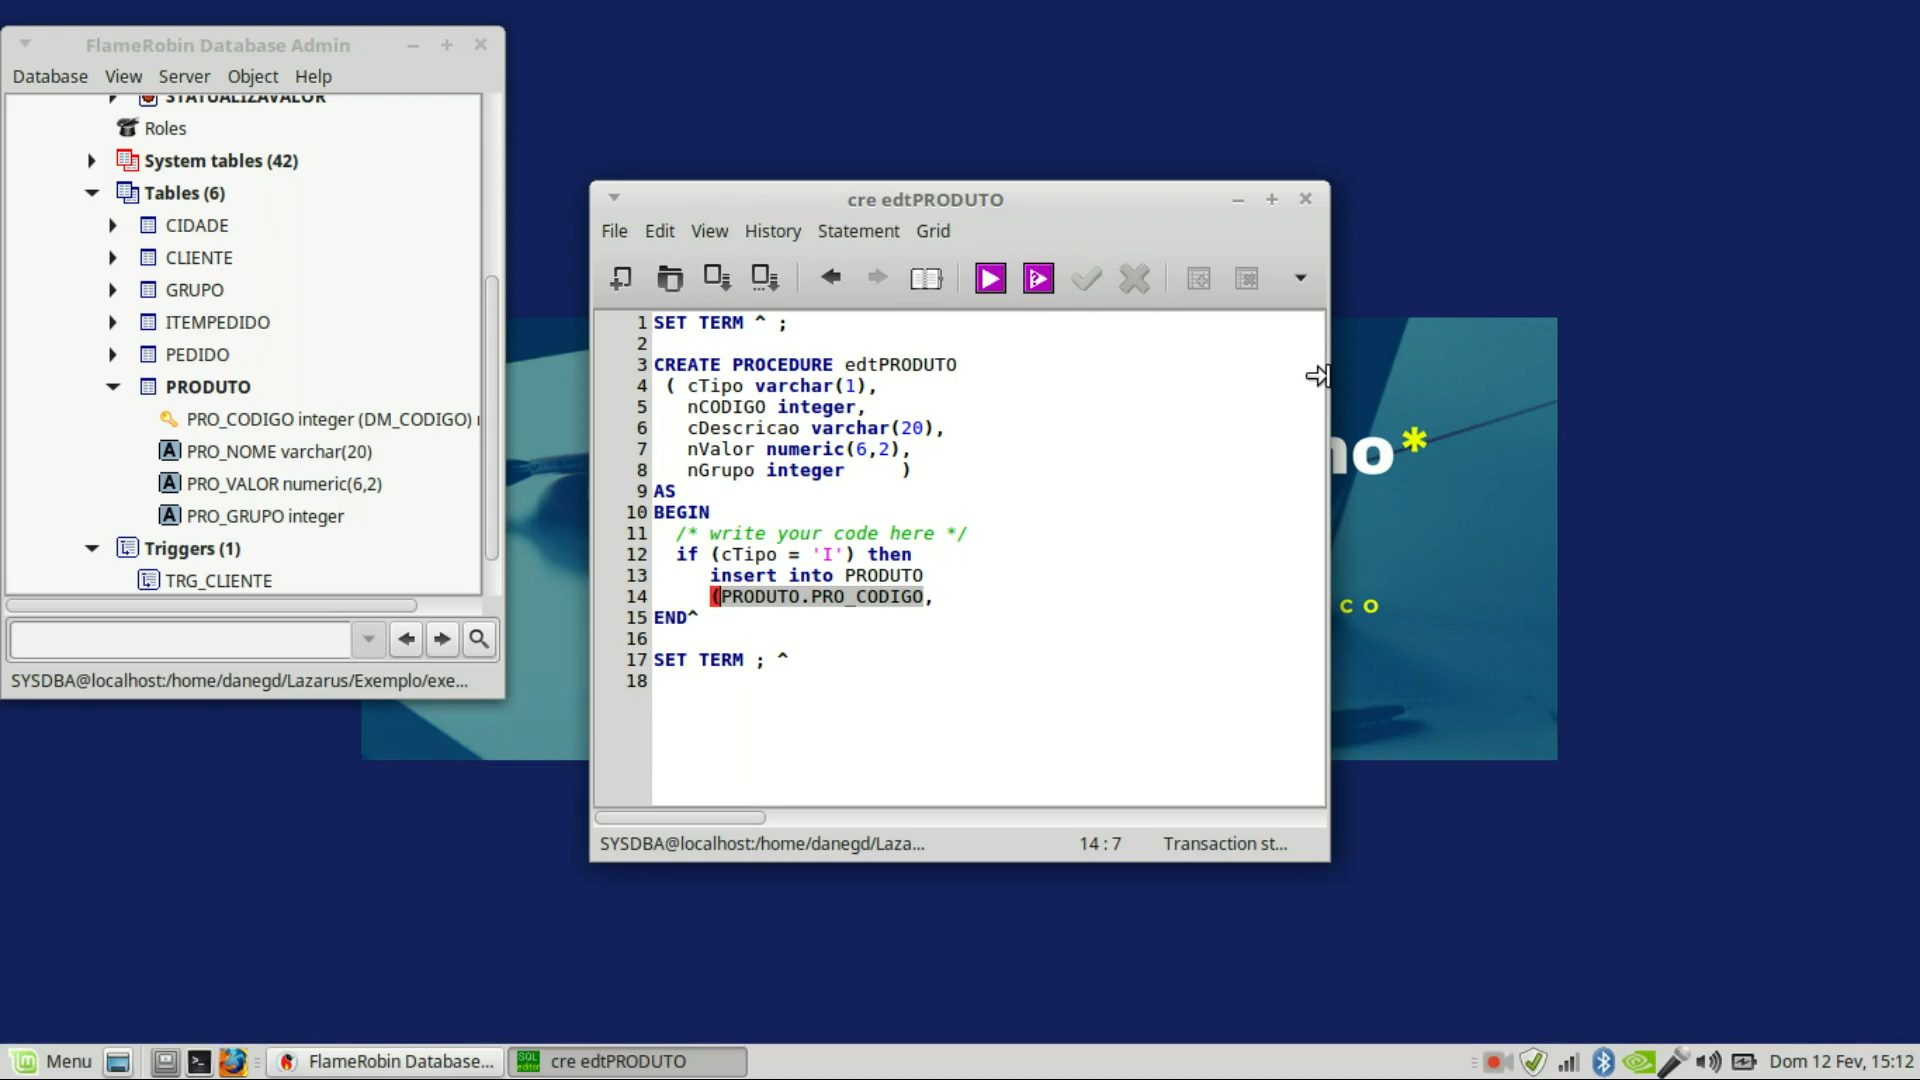 FlameRobin Database Admin
Database View Server Object Help
STATUALIZAVALOR
Roles
System tables (42)
Tables (6)
CIDADE
CLIENTE
GRUPO
ITEMPEDIDO
PEDIDO
PRODUTO
PRO_CODIGO integer (DM_CODIGO)
PRO_NOME varchar(20)
PRO_VALOR numeric(6,2)
PRO_GRUPO integer
Triggers (1)
TRG_CLIENTE
SYSDBA@localhost:/home/danegd/Lazarus/Exemplo/exe...
cre edtPRODUTO
File Edit View History Statement Grid
1 SET TERM ^ ;
2
3 CREATE PROCEDURE edtPRODUTO
4 ( cTipo varchar(1),
5 nCODIGO integer,
6 cDescricao varchar(20),
7 nValor numeric(6,2),
8 nGrupo integer )
9 AS
10 BEGIN
11 /* write your code here */
12 if (cTipo = 'I') then
13 insert into PRODUTO
14 (PRODUTO.PRO_CODIGO,
15 END^
16
17 SET TERM ; ^
18
SYSDBA@localhost:/home/danegd/Laza... 14 : 7 Transaction st...
no*
CO
Menu FlameRobin Database... SQL editor cre edtPRODUTO Dom 12 Fev, 15:12